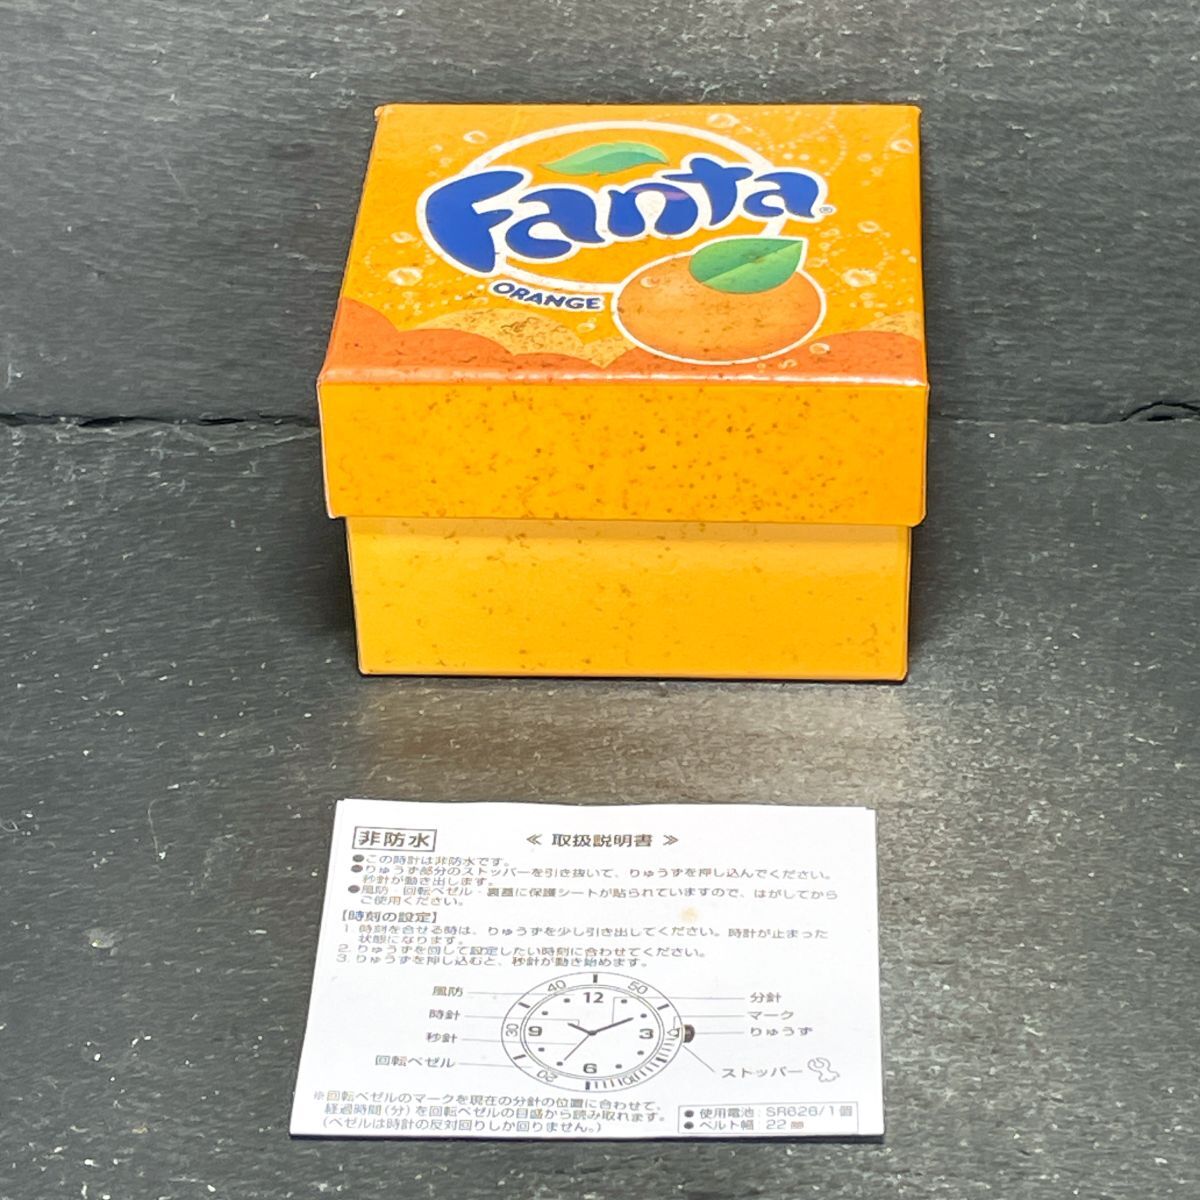 Fanta®
ORANGE
非防水
≪ 取扱説明書 ≫
●この時計は非防水です。
●りゅうず部分のストッパーを引き抜いて、りゅうずを押し込んでください。
秒針が動き出します。
●風防・回転ベゼル・裏蓋に保護シートが貼られていますので、はがしてから
ご使用ください。
【時刻の設定】
1. 時刻を合せる時は、りゅうずを少し引き出してください。時計が止まった
状態になります。
2. りゅうずを回して設定したい時刻に合わせてください。
3. りゅうずを押し込むと、秒針が動き始めます。
風防
時針
秒針
回転ベゼル
40
50
30
20
10
12
9
3
6
分針
マーク
りゅうず
ストッパー
※回転ベゼルのマークを現在の分針の位置に合わせて、
経過時間(分)を回転ベゼルの目盛から読み取れます。
(ベゼルは時計の反対回りしか回りません。)
● 使用電池：SR626/1個
● ベルト幅：22㎜